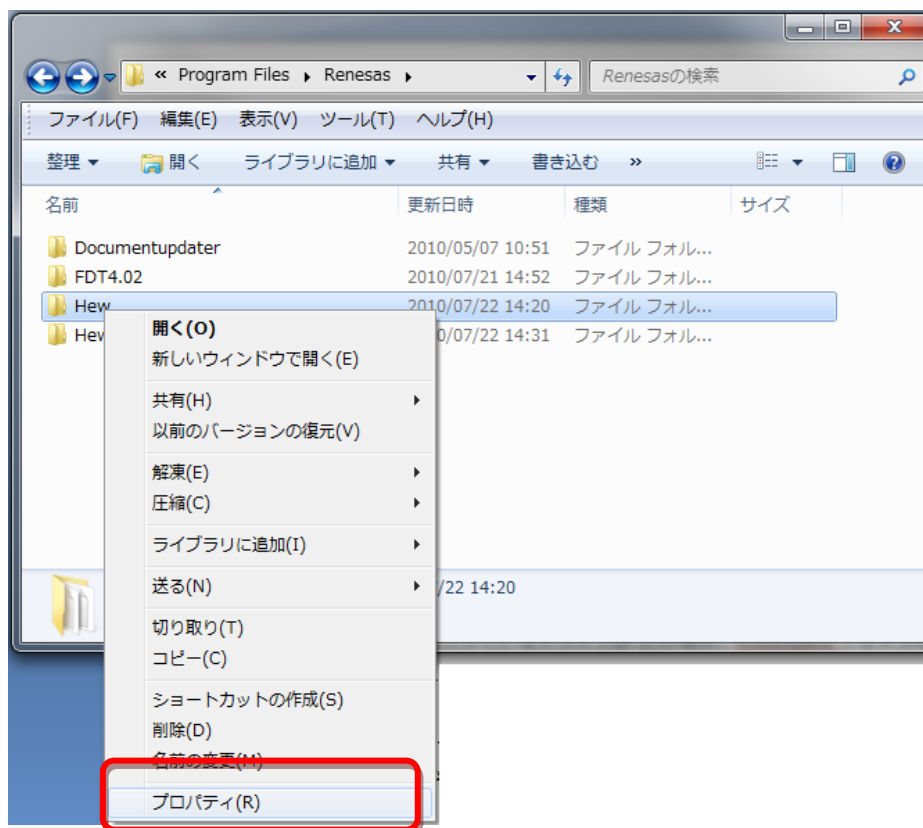 « Program Files ▸ Renesas ▸ Renesasの検索
ファイル(F) 編集(E) 表示(V) ツール(T) ヘルプ(H)
整理 ▼ 開く ライブラリに追加 ▼ 共有 ▼ 書き込む »
名前 更新日時 種類 サイズ
Documentupdater 2010/05/07 10:51 ファイル フォル...
FDT4.02 2010/07/21 14:52 ファイル フォル...
Hew 2010/07/22 14:20 ファイル フォル...
Hew 0/07/22 14:31 ファイル フォル...
開く(O)
新しいウィンドウで開く(E)
共有(H)
以前のバージョンの復元(V)
解凍(E)
圧縮(C)
ライブラリに追加(I)
送る(N)
/22 14:20
切り取り(T)
コピー(C)
ショートカットの作成(S)
削除(D)
名前の変更(M)
プロパティ(R)